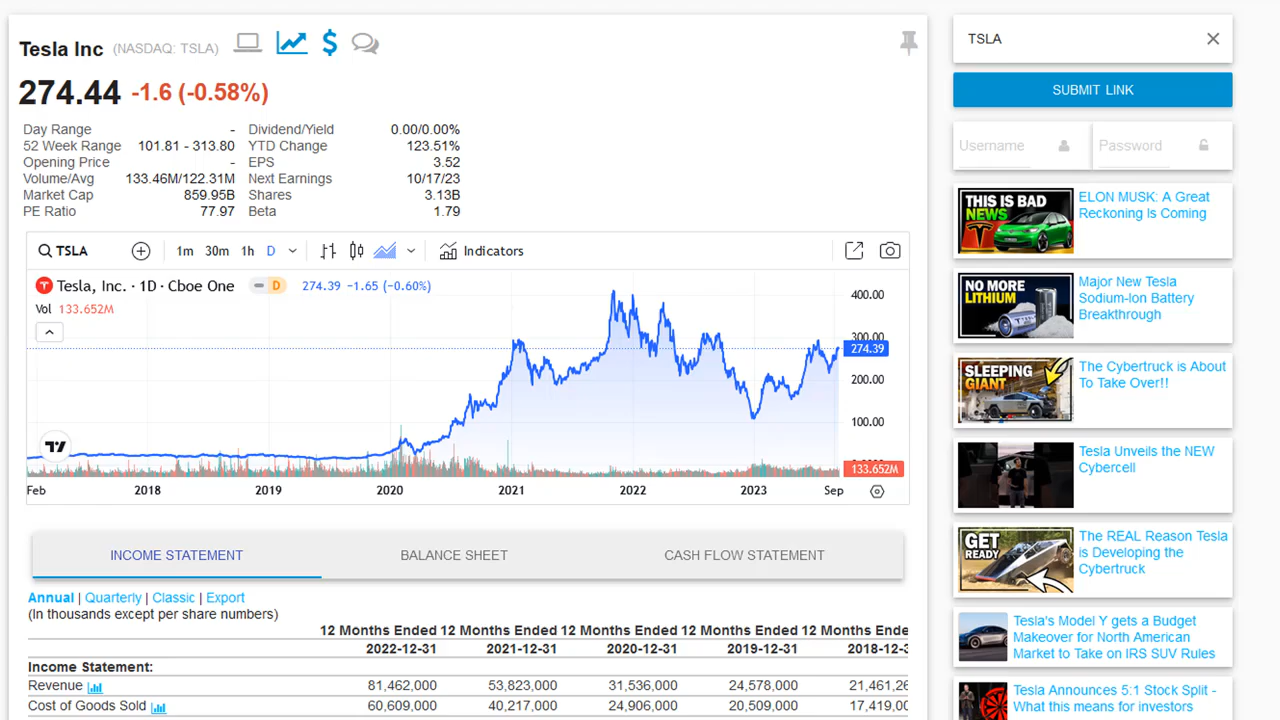 Tesla Inc (NASDAQ: TSLA)
274.44 -1.6 (-0.58%)
Day Range - Dividend/Yield 0.00/0.00%
52 Week Range 101.81 - 313.80 YTD Change 123.51%
Opening Price - EPS 3.52
Volume/Avg 133.46M/122.31M Next Earnings 10/17/23
Market Cap 859.95B Shares 3.13B
PE Ratio 77.97 Beta 1.79
TSLA 1m 30m 1h D Indicators
Tesla, Inc. · 1D · Cboe One D 274.39 −1.65 (−0.60%)
Vol 133.652M
400.00
300.00
274.39
200.00
100.00
133.652M
Feb 2018 2019 2020 2021 2022 2023 Sep
INCOME STATEMENT BALANCE SHEET CASH FLOW STATEMENT
Annual | Quarterly | Classic | Export
(In thousands except per share numbers)
12 Months Ended 12 Months Ended 12 Months Ended 12 Months Ended 12 Months Ende
2022-12-31 2021-12-31 2020-12-31 2019-12-31 2018-12-31
Income Statement:
Revenue 81,462,000 53,823,000 31,536,000 24,578,000 21,461,26
Cost of Goods Sold 60,609,000 40,217,000 24,906,000 20,509,000 17,419,00
TSLA
SUBMIT LINK
Username Password
THIS IS BAD
NEWS
ELON MUSK: A Great
Reckoning Is Coming
NO MORE
LITHIUM
Major New Tesla
Sodium-Ion Battery
Breakthrough
SLEEPING
GIANT
The Cybertruck is About
To Take Over!!
Tesla Unveils the NEW
Cybercell
GET
READY
The REAL Reason Tesla
is Developing the
Cybertruck
Tesla's Model Y gets a Budget
Makeover for North American
Market to Take on IRS SUV Rules
Tesla Announces 5:1 Stock Split -
What this means for investors